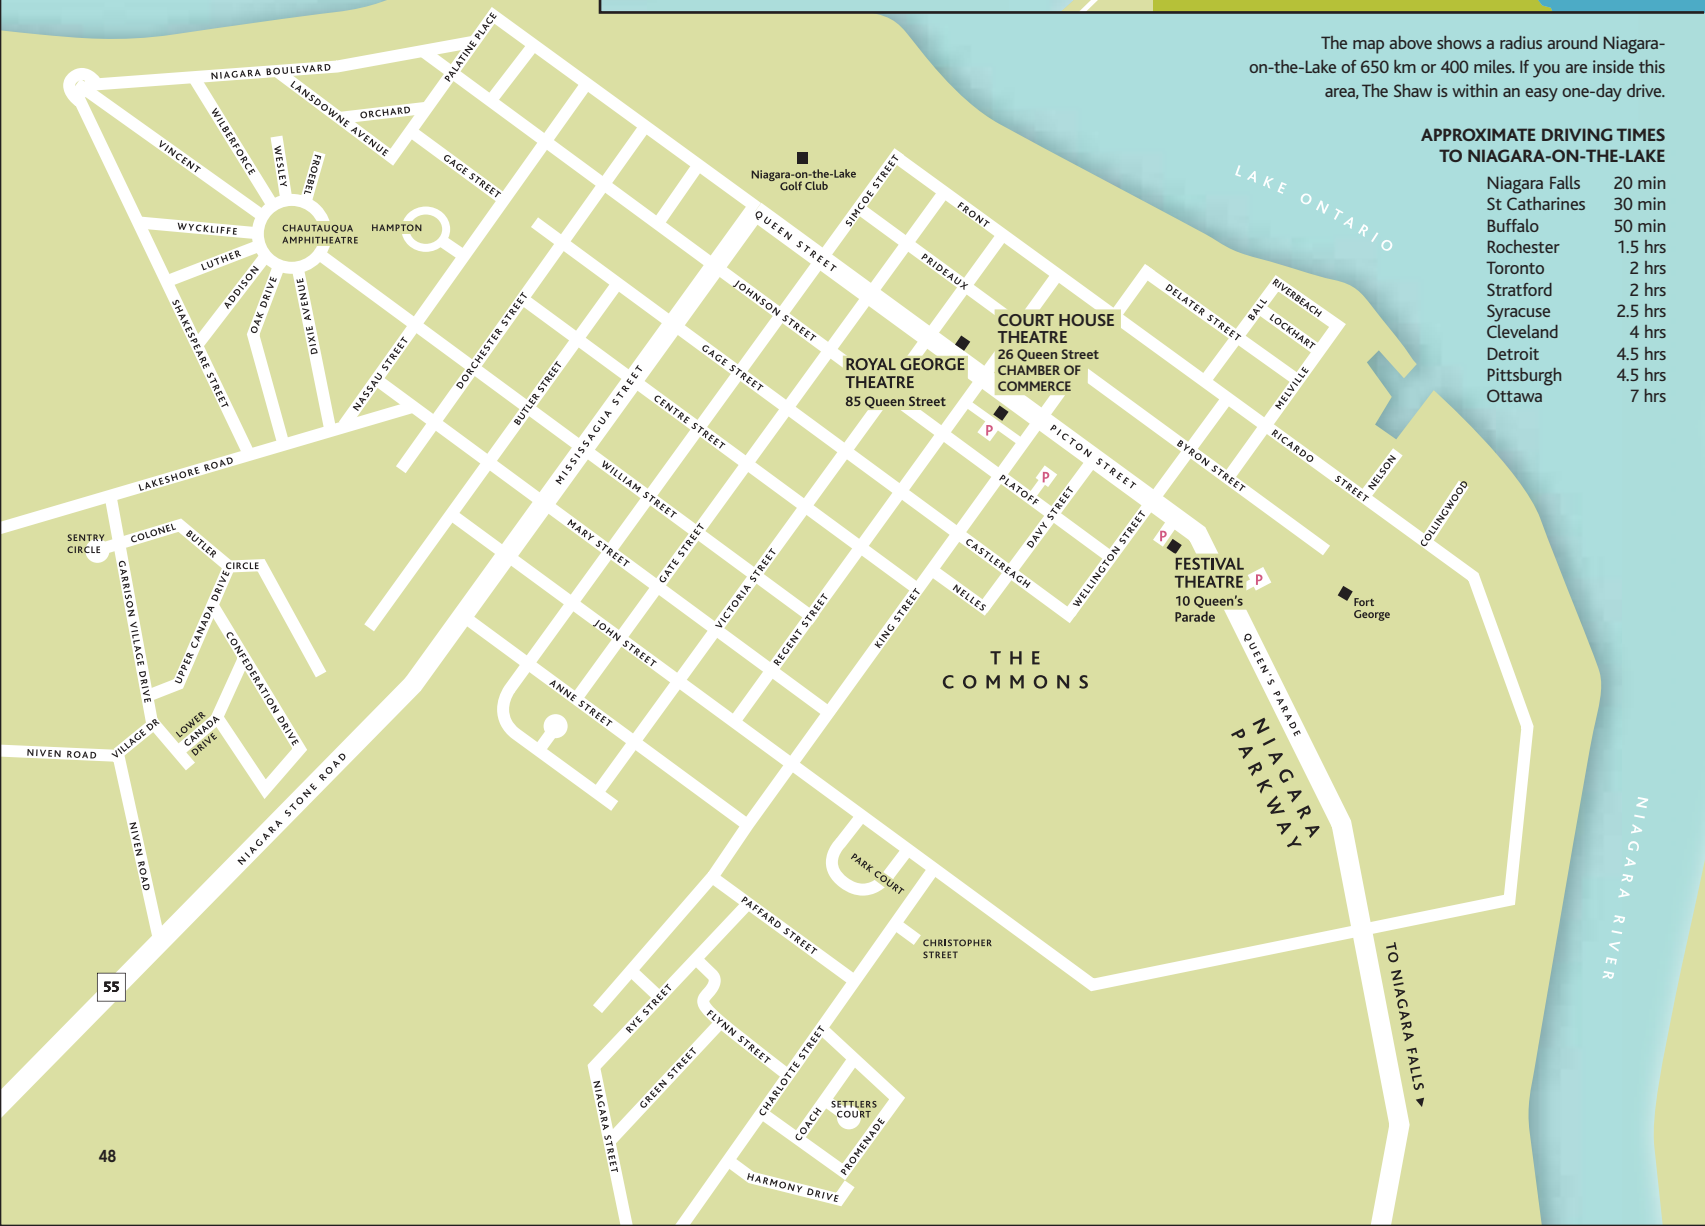 The map above shows a radius around Niagara-
on-the-Lake of 650 km or 400 miles. If you are inside this
area, The Shaw is within an easy one-day drive.
APPROXIMATE DRIVING TIMES
TO NIAGARA-ON-THE-LAKE
Niagara Falls 20 min
St Catharines 30 min
Buffalo 50 min
Rochester 1.5 hrs
Toronto 2 hrs
Stratford 2 hrs
Syracuse 2.5 hrs
Cleveland 4 hrs
Detroit 4.5 hrs
Pittsburgh 4.5 hrs
Ottawa 7 hrs
LAKE ONTARIO
NIAGARA RIVER
PALATINE PLACE
NIAGARA BOULEVARD
LANSDOWNE AVENUE
ORCHARD
WILBERFORCE
VINCENT
WESLEY
FROEBEL
GAGE STREET
WYCKLIFFE
CHAUTAUQUA
AMPHITHEATRE
HAMPTON
LUTHER
ADDISON
OAK DRIVE
DIXIE AVENUE
SHAKESPEARE STREET
NASSAU STREET
DORCHESTER STREET
BUTLER STREET
MISSISSAGUA STREET
LAKESHORE ROAD
Niagara-on-the-Lake
Golf Club
SIMCOE STREET
FRONT
QUEEN STREET
PRIDEAUX
JOHNSON STREET
GAGE STREET
CENTRE STREET
WILLIAM STREET
MARY STREET
JOHN STREET
ANNE STREET
GATE STREET
VICTORIA STREET
REGENT STREET
KING STREET
COURT HOUSE
THEATRE
26 Queen Street
CHAMBER OF
COMMERCE
ROYAL GEORGE
THEATRE
85 Queen Street
P
P
P
P
DELATER STREET
RIVERBEACH
BALL
LOCKHART
MELVILLE
RICARDO
STREET
NELSON
COLLINGWOOD
BYRON STREET
PICTON STREET
PLATOFF
DAVY STREET
WELLINGTON STREET
CASTLEREAGH
NELLES
FESTIVAL
THEATRE
10 Queen's
Parade
Fort
George
THE
COMMONS
QUEEN'S PARADE
NIAGARA
PARKWAY
TO NIAGARA FALLS
SENTRY
CIRCLE
COLONEL
BUTLER
CIRCLE
GARRISON VILLAGE DRIVE
UPPER CANADA DRIVE
CONFEDERATION DRIVE
LOWER
CANADA
DRIVE
VILLAGE DR
NIVEN ROAD
NIVEN ROAD
NIAGARA STONE ROAD
55
PARK COURT
PAFFARD STREET
CHRISTOPHER
STREET
RYE STREET
FLYNN STREET
GREEN STREET
CHARLOTTE STREET
NIAGARA STREET
COACH
SETTLERS
COURT
PROMENADE
HARMONY DRIVE
48